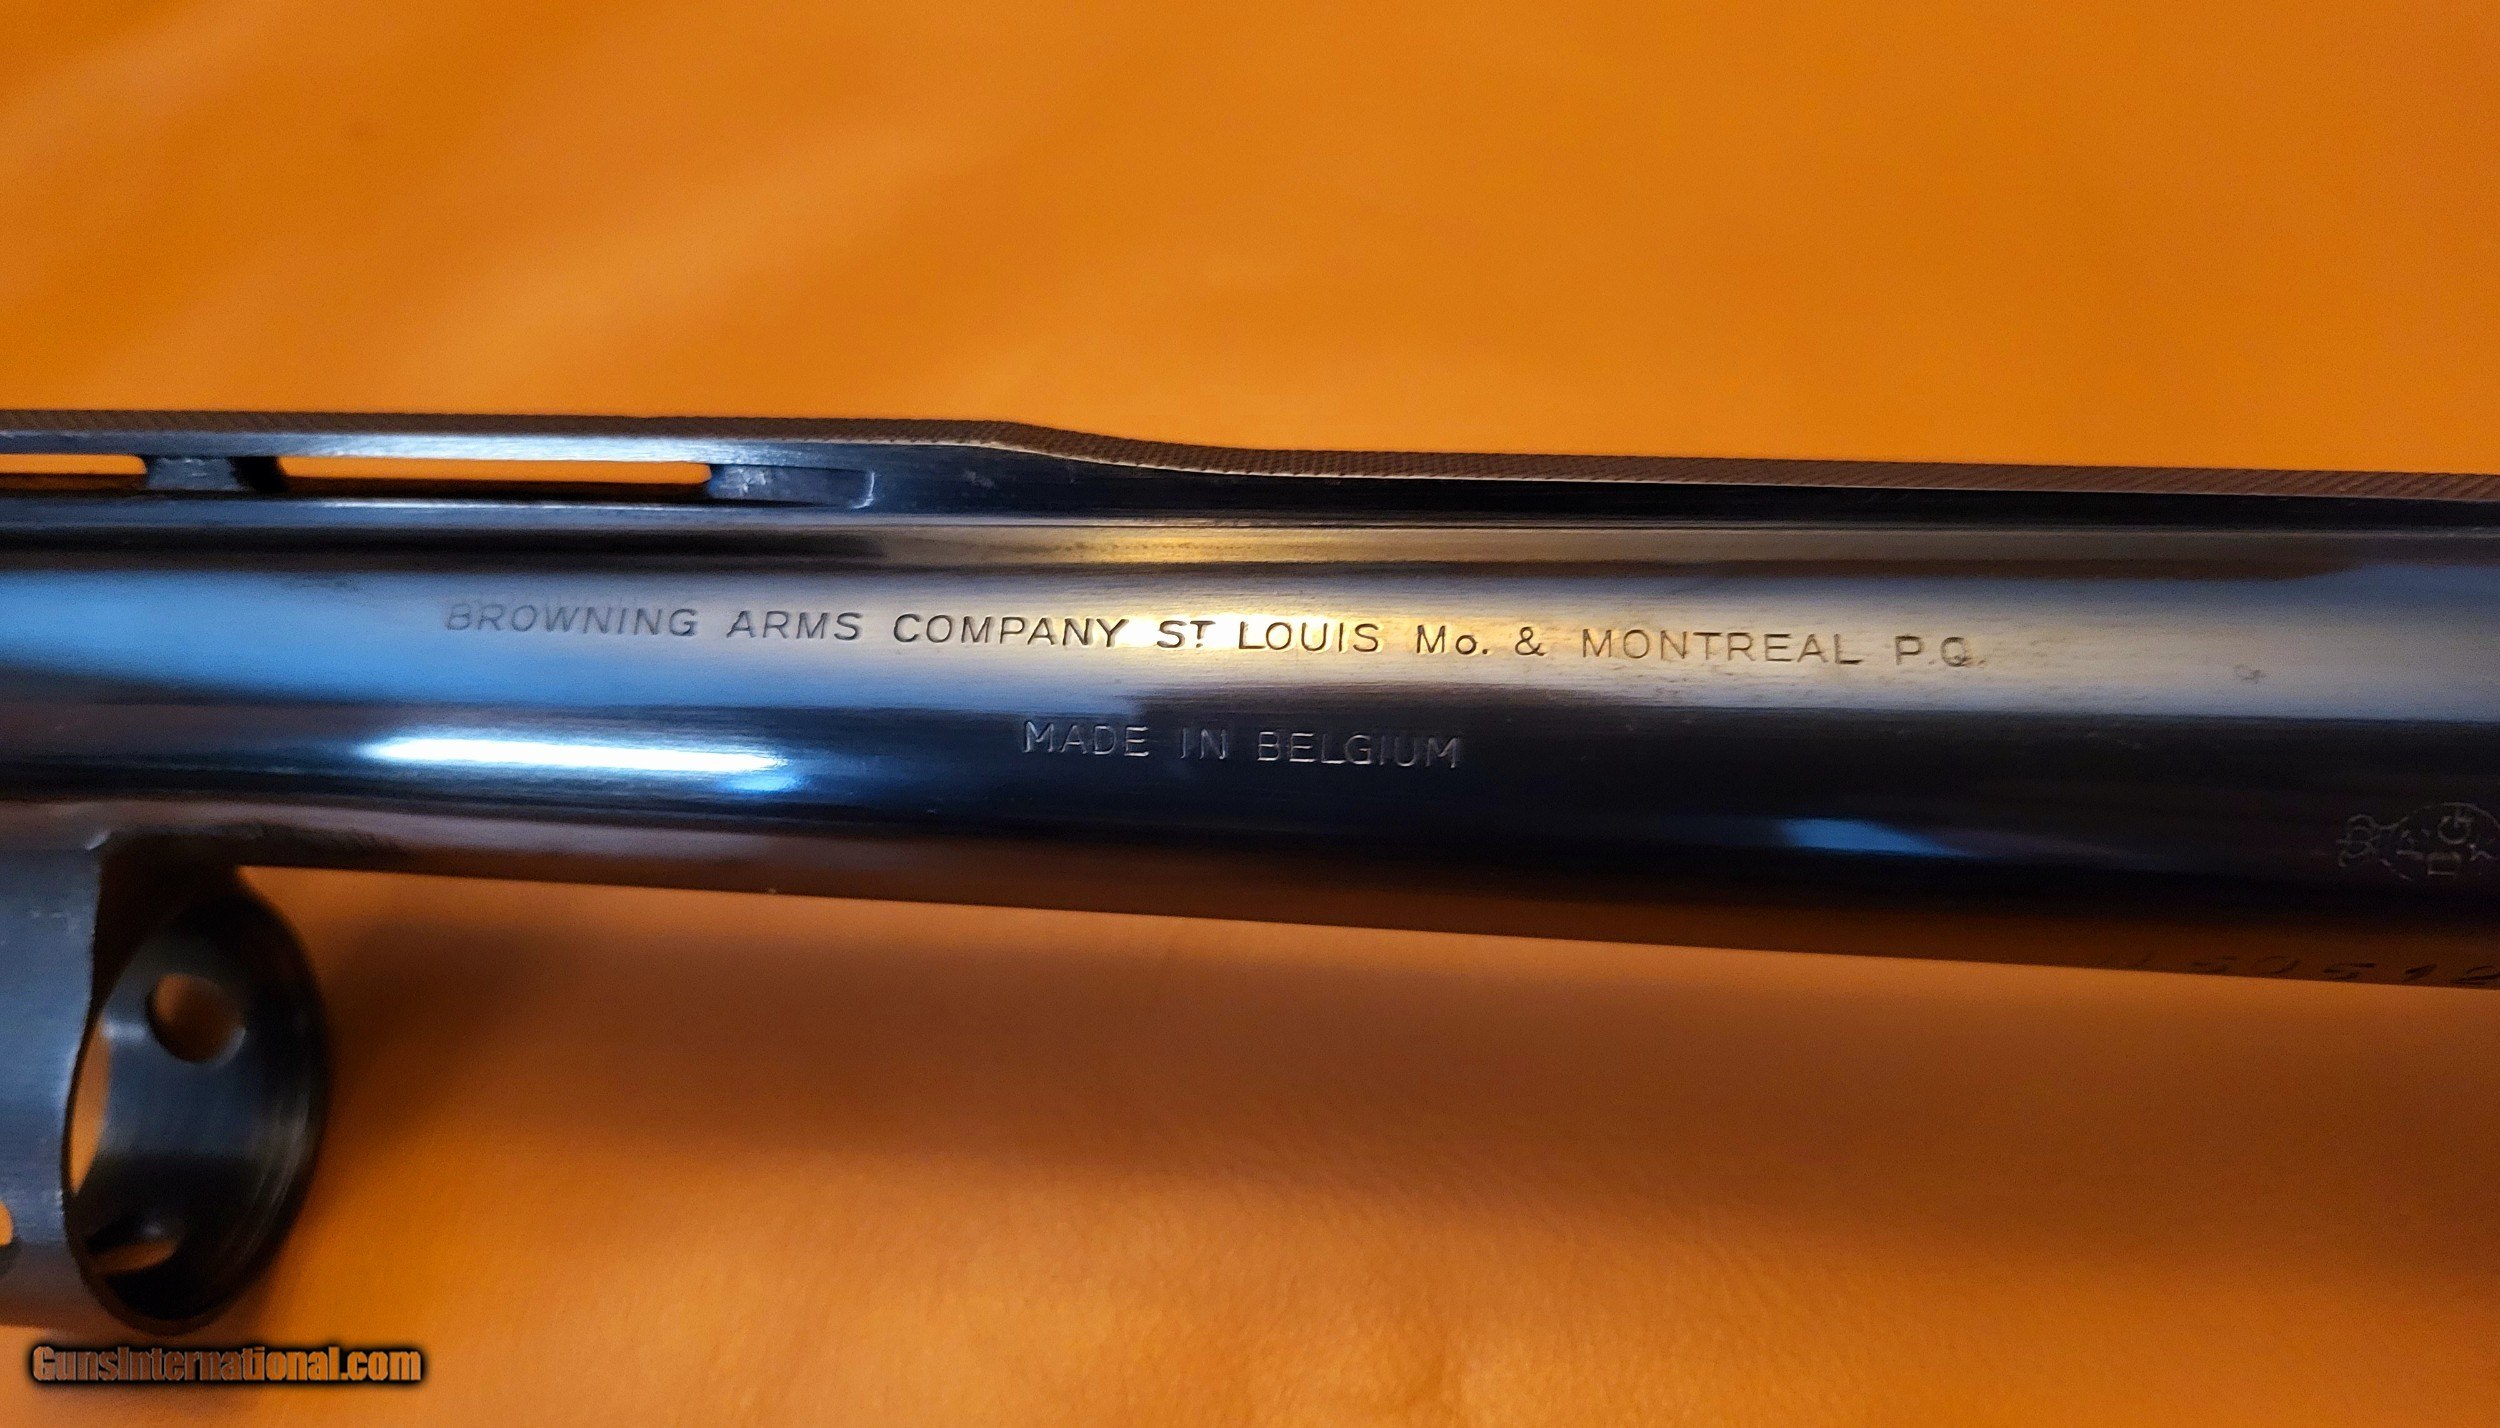 BROWNING ARMS COMPANY ST LOUIS Mo. & MONTREAL P.Q.
MADE IN BELGIUM
GunsInternational.com